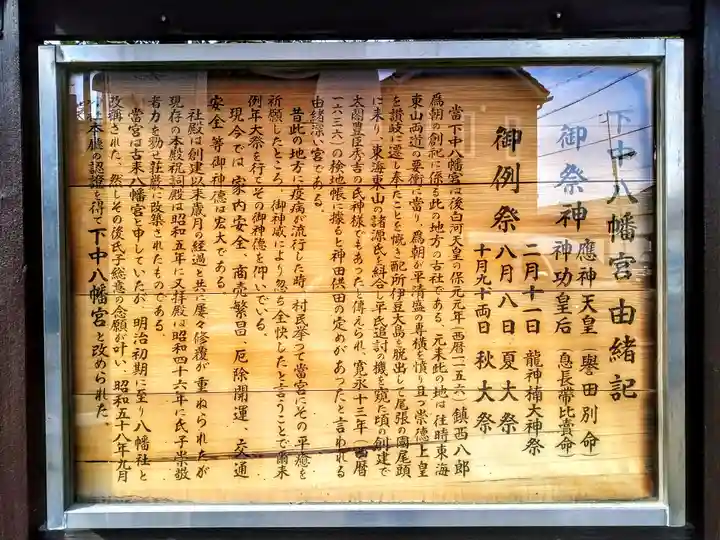 下中八幡宮由緒記
御祭神
應神天皇(譽田別命)
神功皇后(息長帯比賣命)
御例祭
二月十一日 龍神楠大神祭
八月八日 夏大祭
十月九十両日 秋大祭
當下中八幡宮は後白河天皇の保元元年(西暦一一五六)鎮西八郎
為朝の創祀に係る此の地方の古社である、元来此の地は往時東海
東山両道の要衝に當り、為朝が平清盛の専横を憤り且つ崇徳上皇
を讃岐に遷し奉たことを慨き配所伊豆大島を脱出して尾張の國尾頭
に来り、東海東山の諸源氏を糾合し平氏追討の機を窺た頃の創建で
太閤豊臣秀吉の氏神様でもあったと傳えられ、寛永十三年(西暦
一六三六)の検地帳に據ると神田供田の定めがあったと言われる
由緒深い宮である。
昔此の地方に疫病が流行した時、村民挙って當宮にその平癒を
祈願したところ、御神威により忽ち全快したと言うことで爾来
例年大祭を行てその御神徳を仰いでいる。
現今では家内安全、商売繁昌、厄除開運、交通
安全等御神徳は宏大である。
社殿は創建以来歳月の経過と共に屡々修覆が重ねられたが
現存の本殿祝詞殿は昭和五年に又拝殿は昭和四十六年に氏子崇敬
者力を勠せ荘厳に改築されたものである。
當宮は古来八幡宮と申していたが、明治初期に至り八幡社と
改稱された、然しその後氏子総意の念願が叶い、昭和五十八年九月
本廳の認證を得て下中八幡宮と改められた。